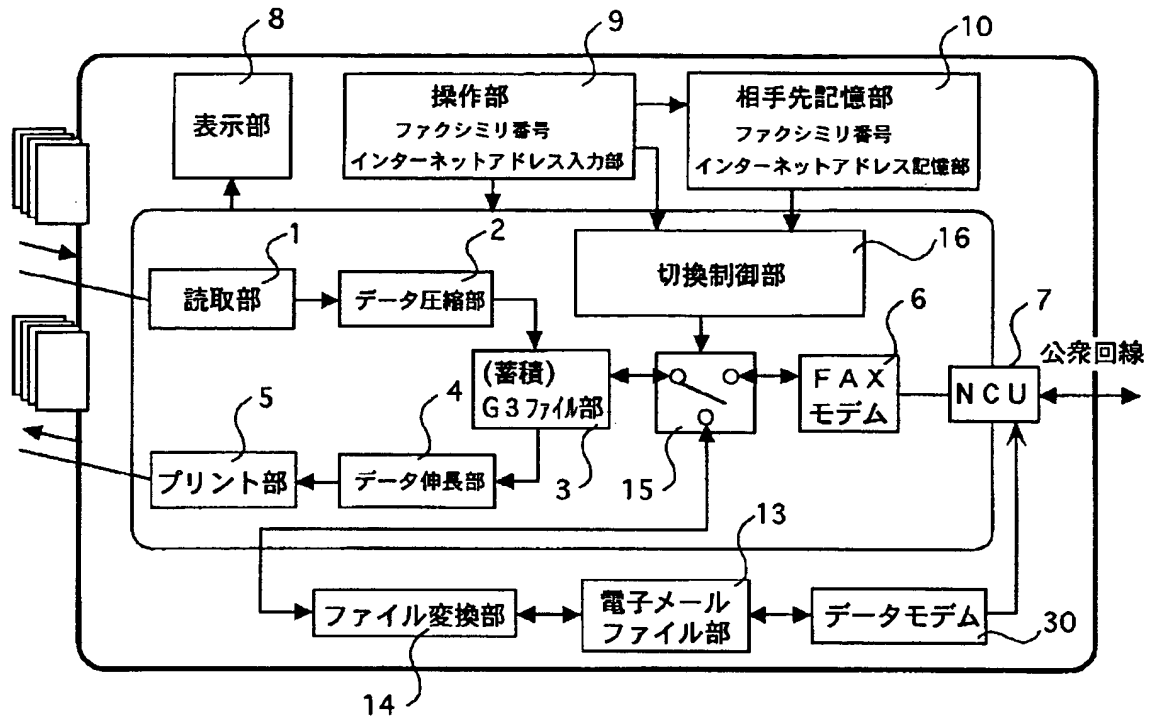 8
9
10
表示部
操作部
ファクシミリ番号
インターネットアドレス入力部
相手先記憶部
ファクシミリ番号
インターネットアドレス記憶部
1
2
16
読取部
データ圧縮部
切換制御部
6
7
公衆回線
(蓄積)
G3ファイル部
FAX
モデム
NCU
5
4
プリント部
データ伸長部
3
15
13
ファイル変換部
電子メール
ファイル部
データモデム
30
14